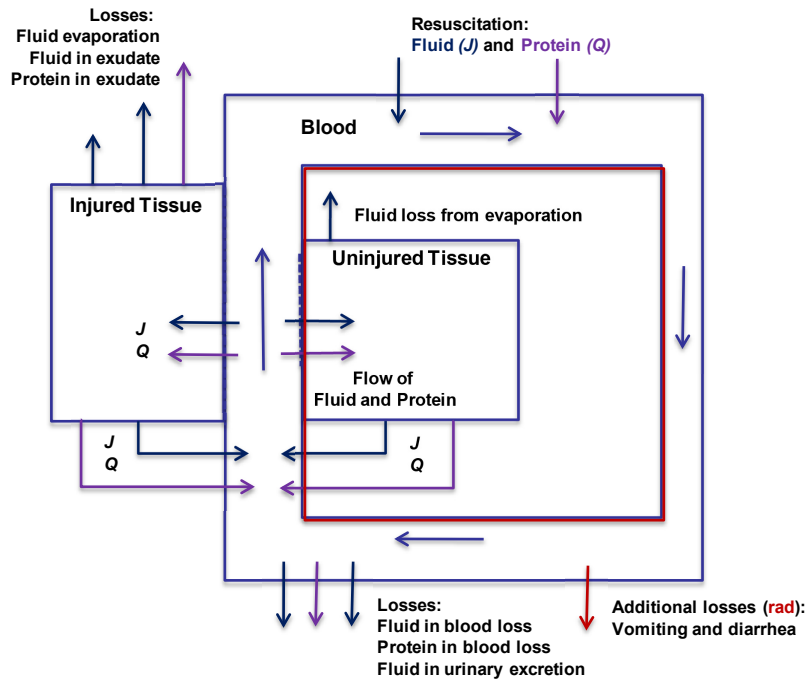 Losses:
Fluid evaporation
Fluid in exudate
Protein in exudate
Resuscitation:
Fluid (J) and Protein (Q)
Blood
Injured Tissue
Fluid loss from evaporation
Uninjured Tissue
J
Q
Flow of
Fluid and Protein
J
Q
J
Q
Losses:
Fluid in blood loss
Protein in blood loss
Fluid in urinary excretion
Additional losses (rad):
Vomiting and diarrhea